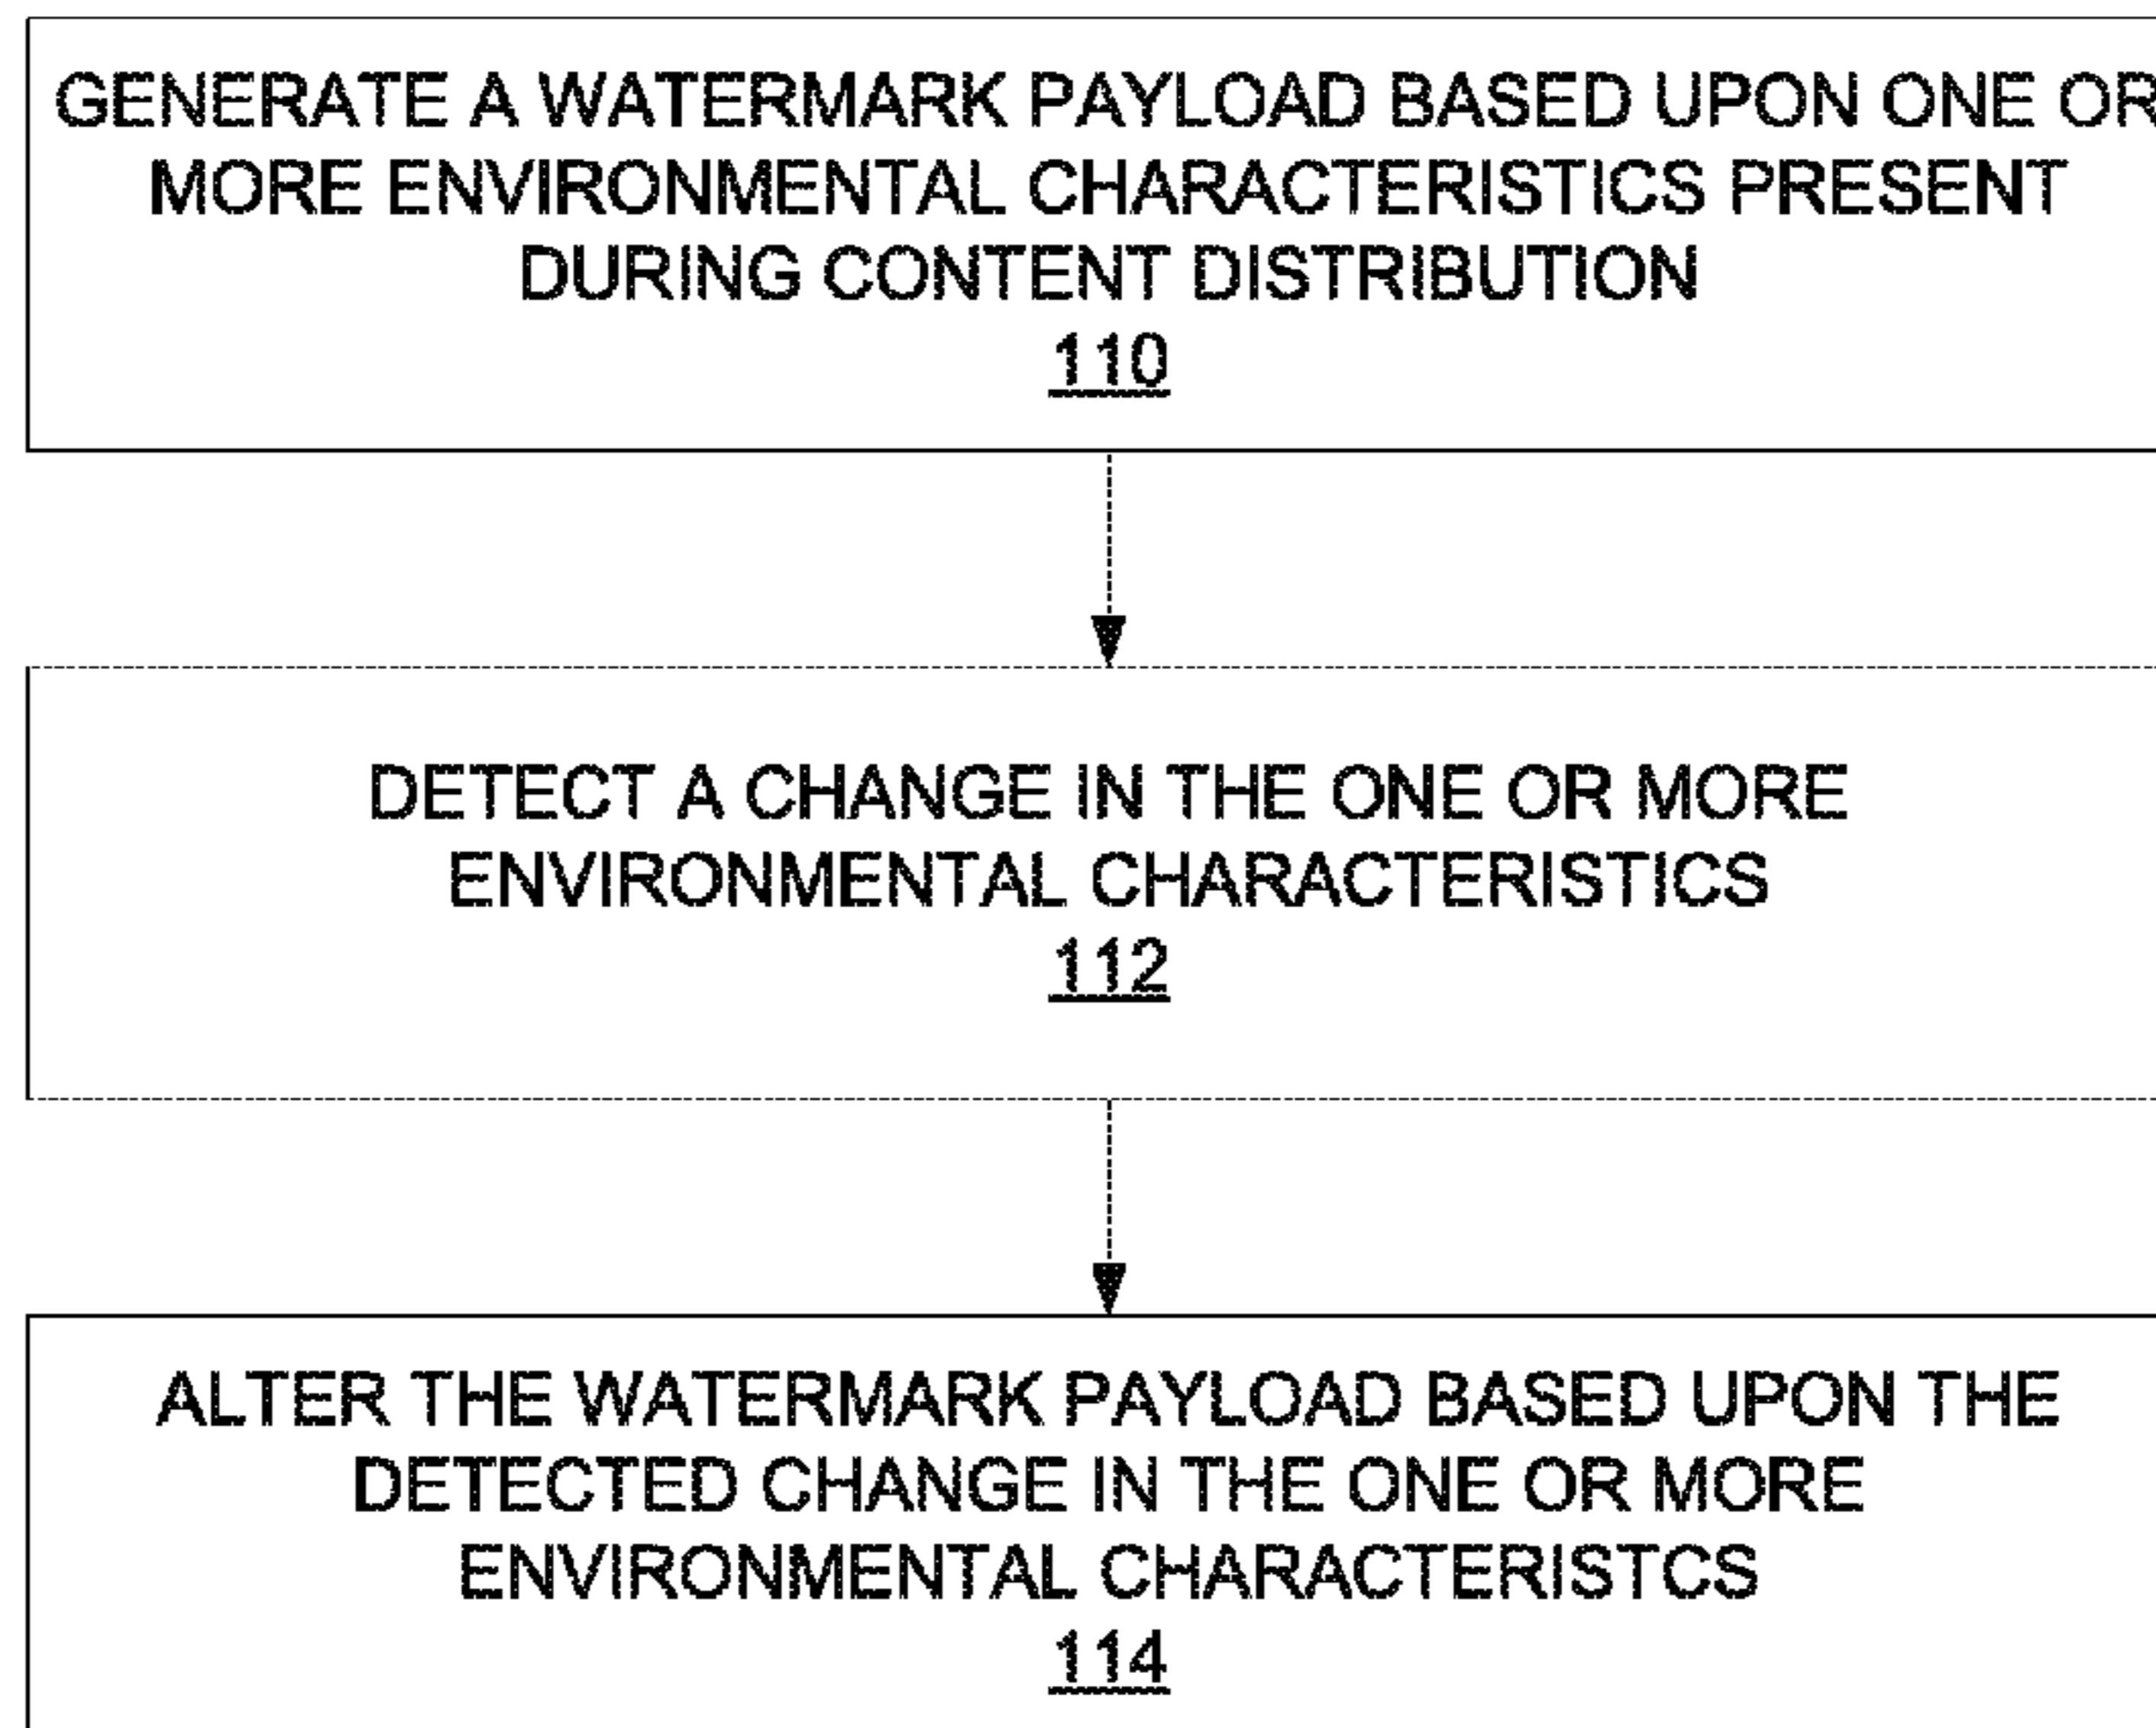 GENERATE A WATERMARK PAYLOAD BASED UPON ONE OR
MORE ENVIRONMENTAL CHARACTERISTICS PRESENT
DURING CONTENT DISTRIBUTION
110
DETECT A CHANGE IN THE ONE OR MORE
ENVIRONMENTAL CHARACTERISTICS
112
ALTER THE WATERMARK PAYLOAD BASED UPON THE
DETECTED CHANGE IN THE ONE OR MORE
ENVIRONMENTAL CHARACTERISTCS
114